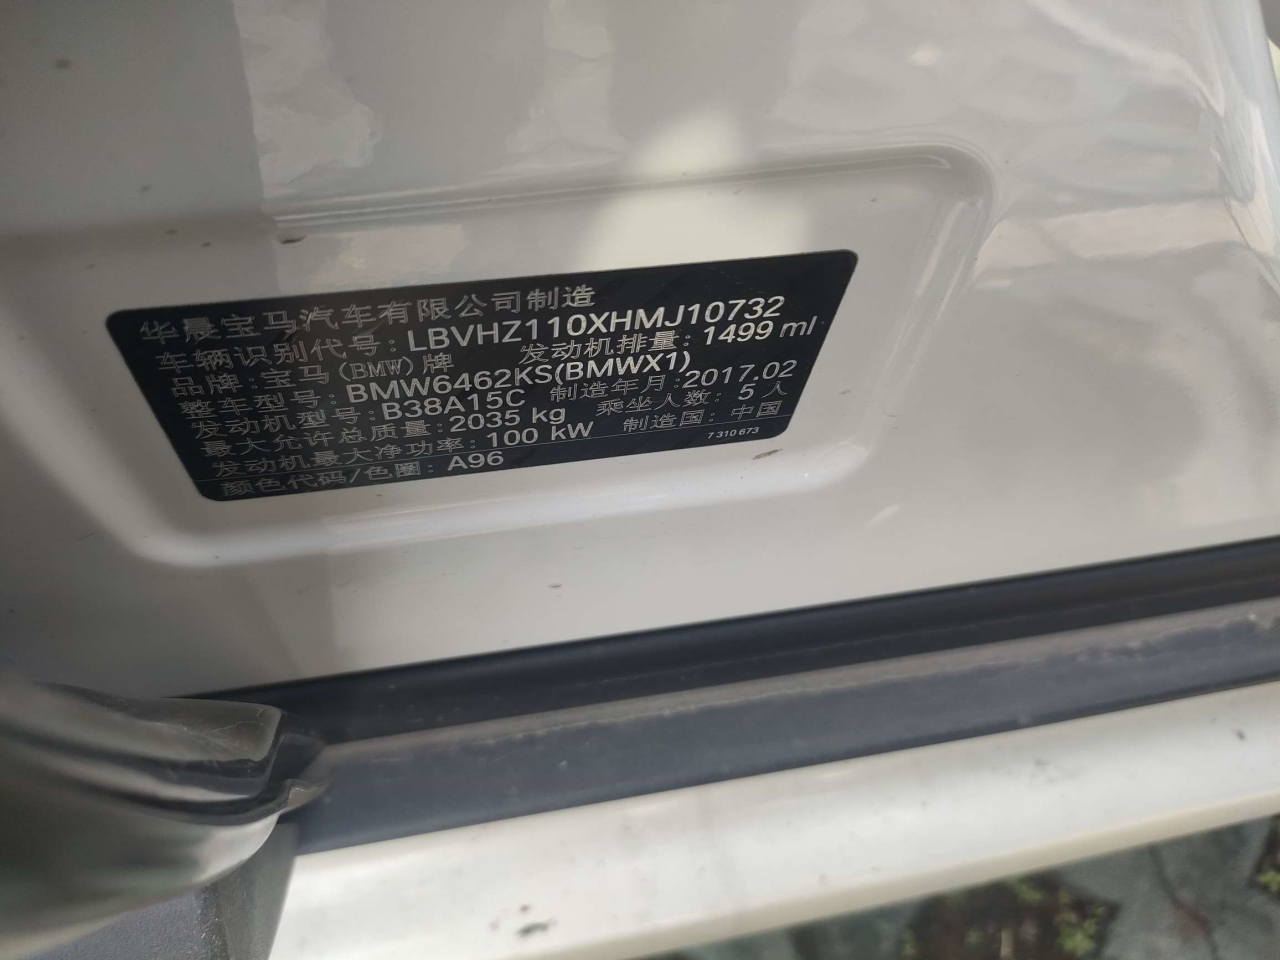 华晨宝马汽车有限公司制造
车辆识别代号: LBVHZ110XHMJ10732
品牌: 宝马(BMW)牌 发动机排量: 1499 ml
整车型号: BMW6462KS(BMWX1)
发动机型号: B38A15C 制造年月: 2017.02
最大允许总质量: 2035 kg 乘坐人数: 5 人
发动机最大净功率: 100 kW 制造国: 中国
颜色代码/色圈: A96 7 310 673